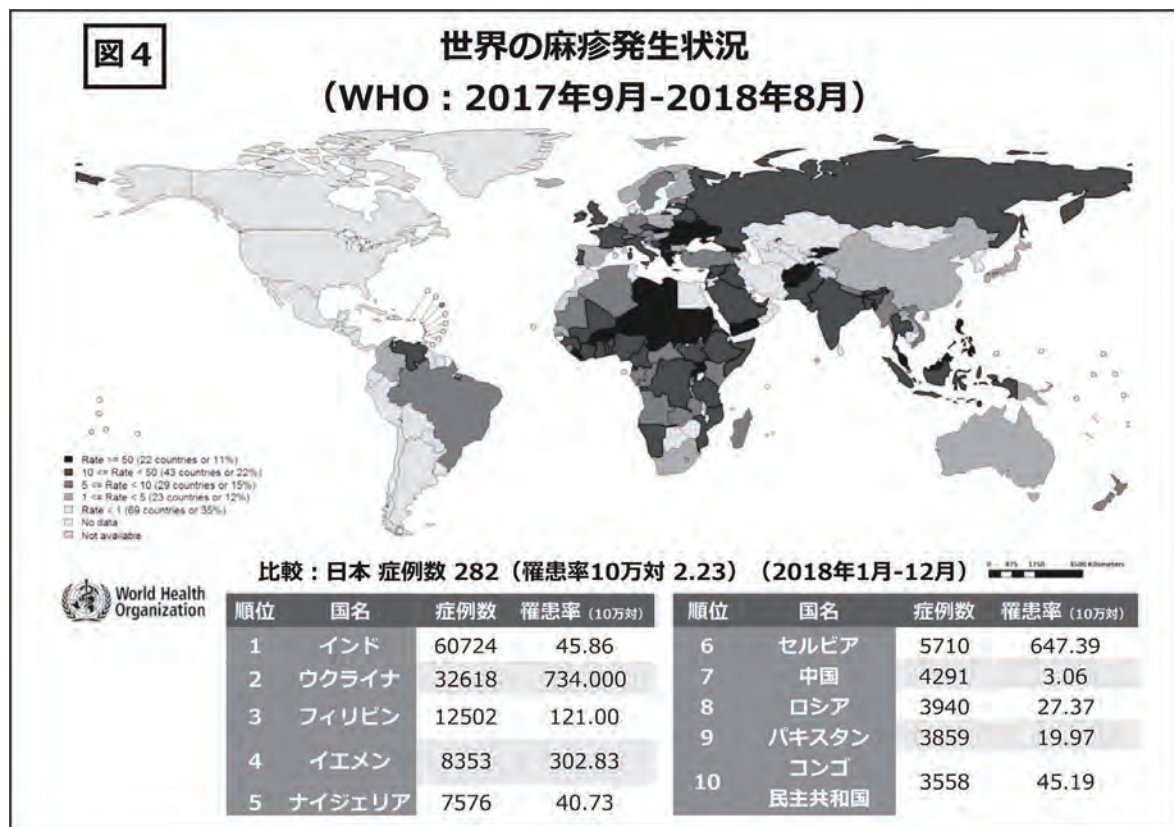 図4
世界の麻疹発生状況
（WHO：2017年9月-2018年8月）
Rate >= 50 (22 countries or 11%)
10 <= Rate < 50 (43 countries or 22%)
5 <= Rate < 10 (29 countries or 15%)
1 <= Rate < 5 (23 countries or 12%)
Rate < 1 (69 countries or 35%)
No data
Not available
0 875 1750 3500 Kilometers
World Health
Organization
比較：日本 症例数 282（罹患率10万対 2.23）（2018年1月-12月）
順位 国名 症例数 罹患率（10万対）
1 インド 60724 45.86
2 ウクライナ 32618 734.000
3 フィリピン 12502 121.00
4 イエメン 8353 302.83
5 ナイジェリア 7576 40.73
順位 国名 症例数 罹患率（10万対）
6 セルビア 5710 647.39
7 中国 4291 3.06
8 ロシア 3940 27.37
9 パキスタン 3859 19.97
10 コンゴ 3558 45.19
民主共和国